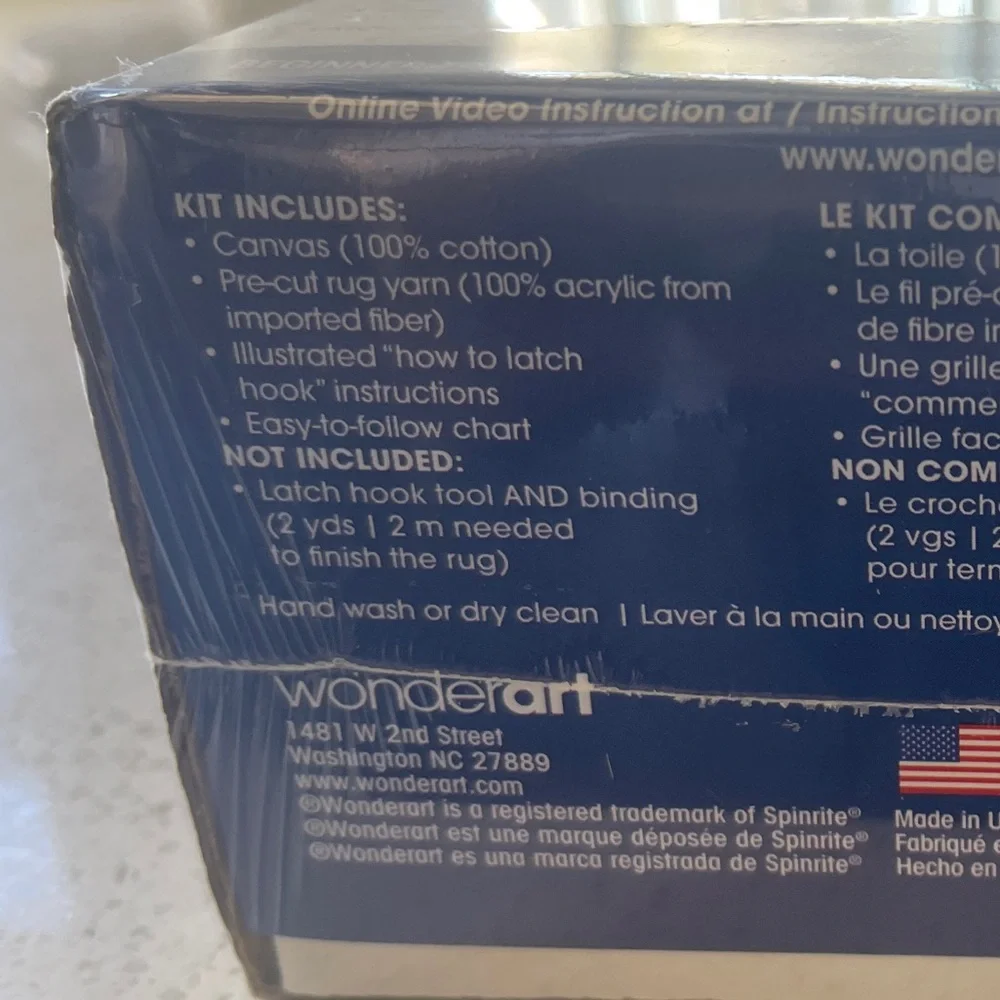 BEGINNER
Online Video Instruction at / Instruction
www.wonder
KIT INCLUDES:
• Canvas (100% cotton)
• Pre-cut rug yarn (100% acrylic from
imported fiber)
• Illustrated "how to latch
hook" instructions
• Easy-to-follow chart
NOT INCLUDED:
• Latch hook tool AND binding
(2 yds | 2 m needed
to finish the rug)
LE KIT COM
• La toile (1
• Le fil pré-c
de fibre im
• Une grille
"comme
• Grille fac
NON COM
• Le croche
(2 vgs | 2
pour term
Hand wash or dry clean | Laver à la main ou nettoy
wonderart
1481 W 2nd Street
Washington NC 27889
www.wonderart.com
®Wonderart is a registered trademark of Spinrite®
®Wonderart est une marque déposée de Spinrite®
®Wonderart es una marca registrada de Spinrite®
Made in U
Fabriqué e
Hecho en